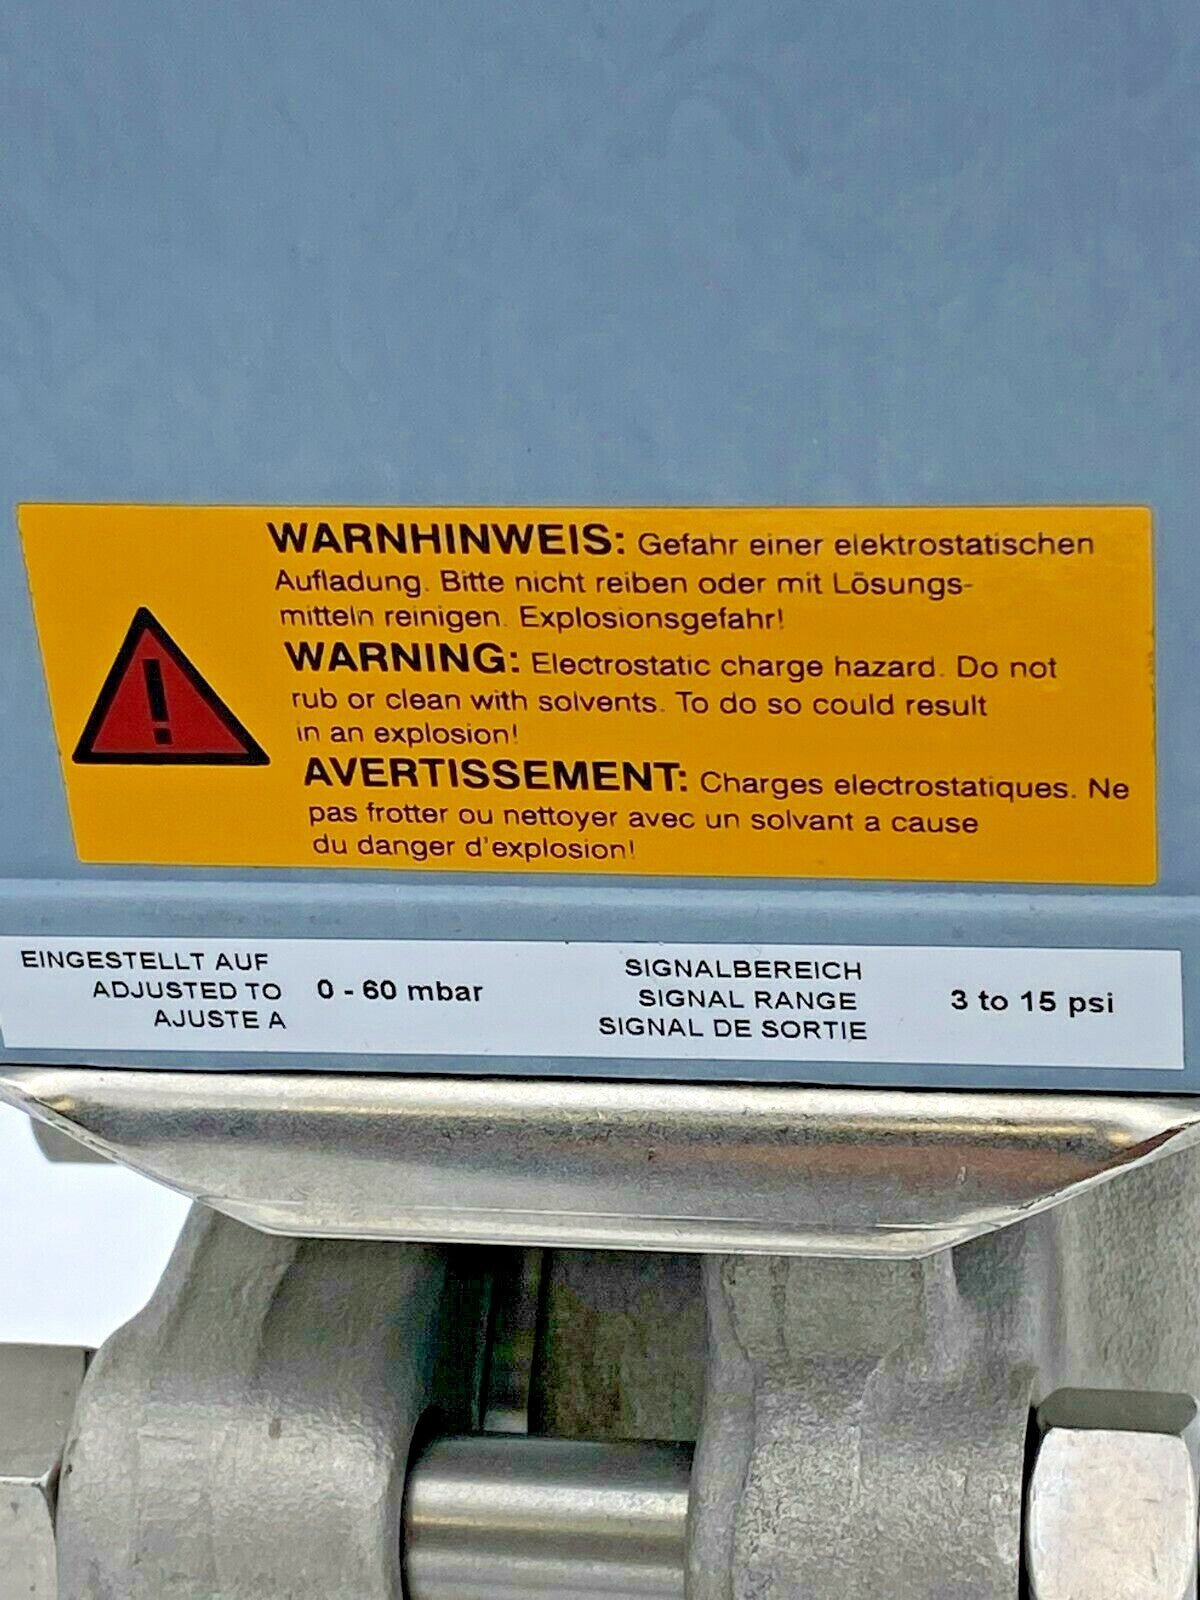 WARNHINWEIS: Gefahr einer elektrostatischen
Aufladung. Bitte nicht reiben oder mit Lösungs-
mitteln reinigen. Explosionsgefahr!
WARNING: Electrostatic charge hazard. Do not
rub or clean with solvents. To do so could result
in an explosion!
AVERTISSEMENT: Charges electrostatiques. Ne
pas frotter ou nettoyer avec un solvant a cause
du danger d'explosion!
EINGESTELLT AUF
ADJUSTED TO 0 - 60 mbar
AJUSTE A
SIGNALBEREICH
SIGNAL RANGE 3 to 15 psi
SIGNAL DE SORTIE